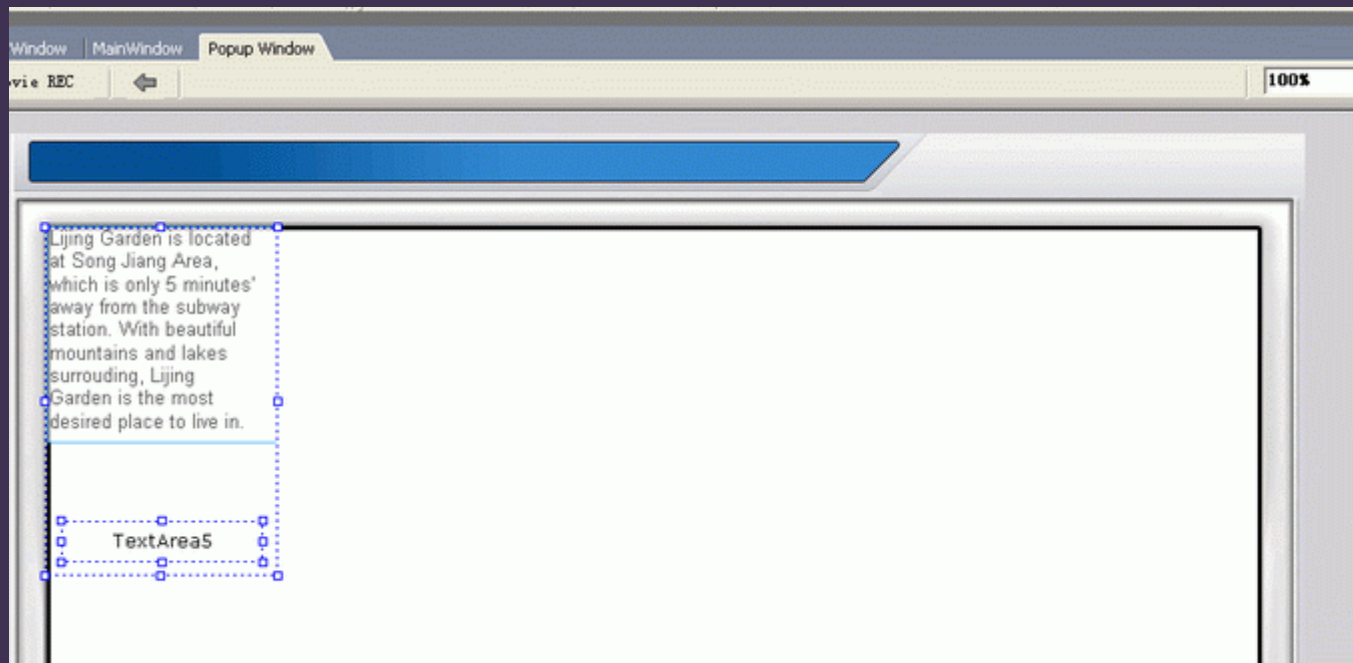 Window MainWindow Popup Window
vie REC
100%
Lijing Garden is located
at Song Jiang Area,
which is only 5 minutes'
away from the subway
station. With beautiful
mountains and lakes
surrouding, Lijing
Garden is the most
desired place to live in.
TextArea5